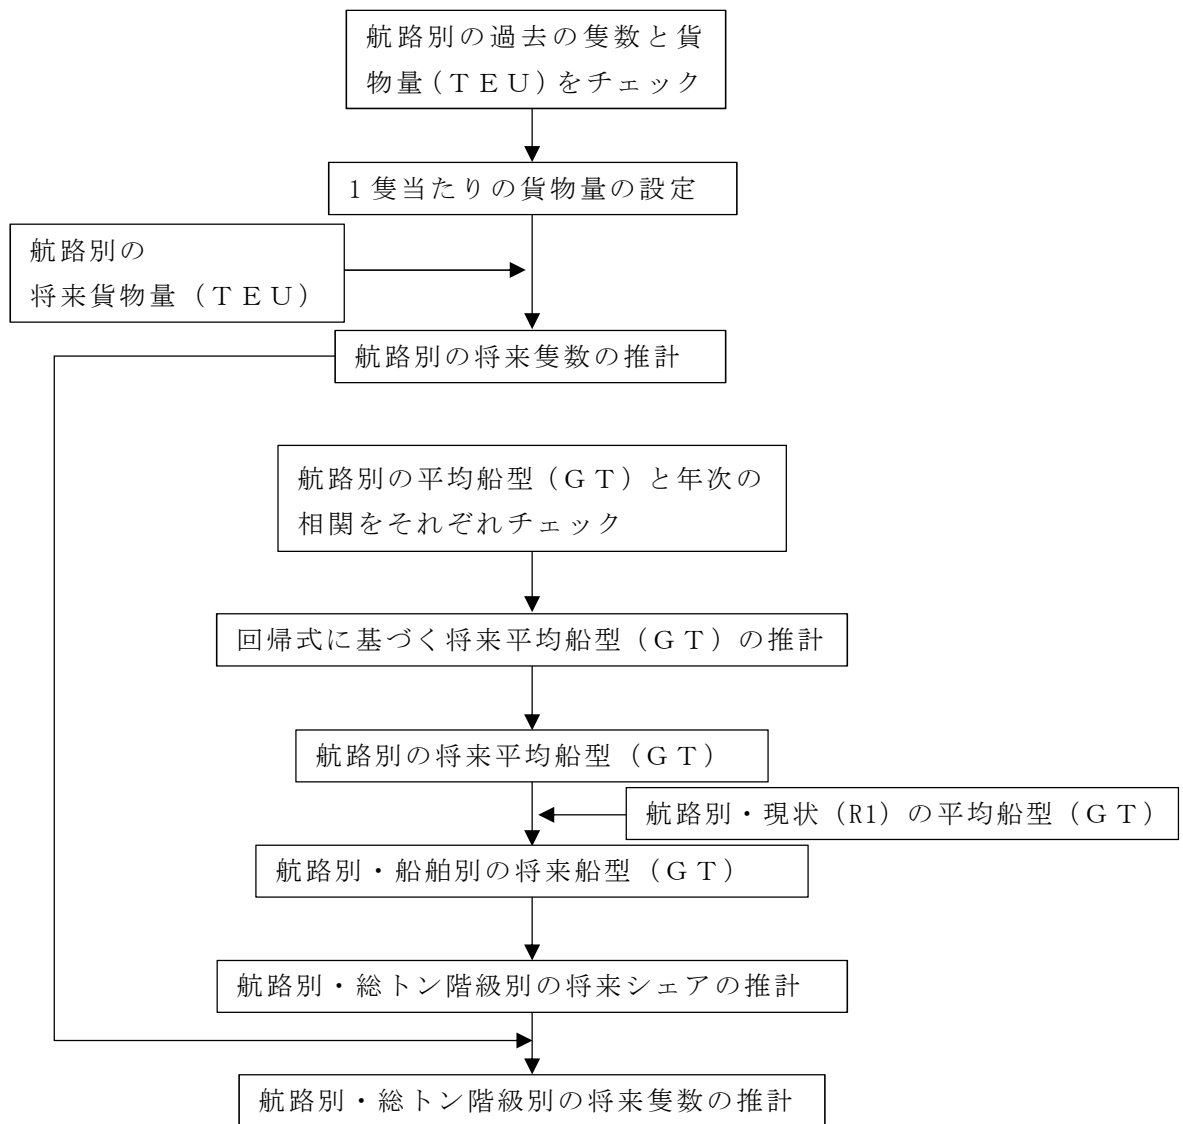 航路別の過去の隻数と貨
物量(ＴＥＵ)をチェック
1隻当たりの貨物量の設定
航路別の
将来貨物量（ＴＥＵ）
航路別の将来隻数の推計
航路別の平均船型（ＧＴ）と年次の
相関をそれぞれチェック
回帰式に基づく将来平均船型（ＧＴ）の推計
航路別の将来平均船型（ＧＴ）
航路別・現状（R1）の平均船型（ＧＴ）
航路別・船舶別の将来船型（ＧＴ）
航路別・総トン階級別の将来シェアの推計
航路別・総トン階級別の将来隻数の推計